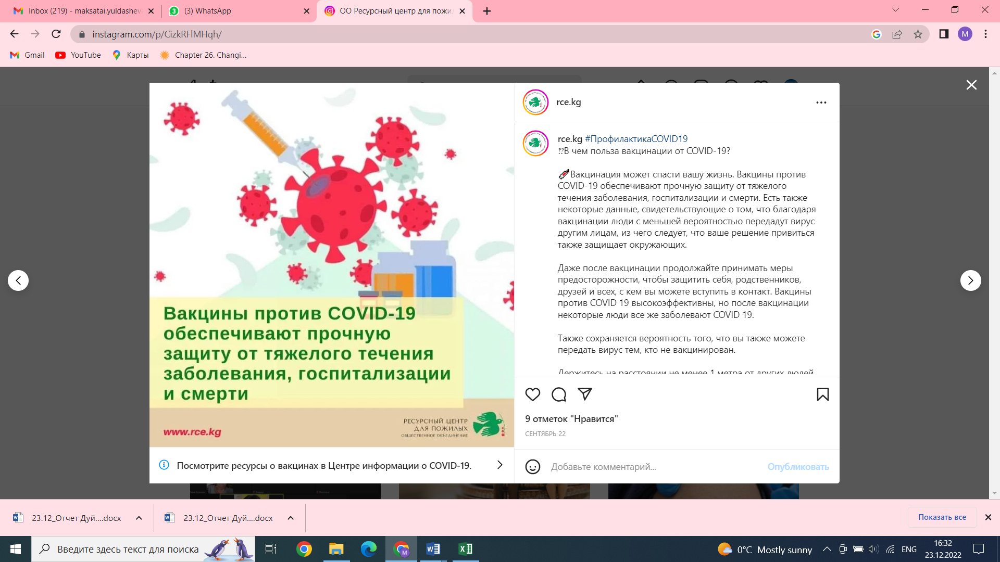 Inbox (219) - maksatai.yuldashev
(3) WhatsApp
ОО Ресурсный центр для пожи
instagram.com/p/CizkRFlMHqh/
M
Gmail
YouTube
Карты
Chapter 26. Changi...
rce.kg
rce.kg #ПрофилактикаCOVID19
⁉В чем польза вакцинации от COVID-19?
Вакцинация может спасти вашу жизнь. Вакцины против
COVID-19 обеспечивают прочную защиту от тяжелого
течения заболевания, госпитализации и смерти. Есть также
некоторые данные, свидетельствующие о том, что благодаря
вакцинации люди с меньшей вероятностью передадут вирус
другим лицам, из чего следует, что ваше решение привиться
также защищает окружающих.
Даже после вакцинации продолжайте принимать меры
предосторожности, чтобы защитить себя, родственников,
друзей и всех, с кем вы можете вступить в контакт. Вакцины
против COVID 19 высокоэффективны, но после вакцинации
некоторые люди все же заболевают COVID 19.
Также сохраняется вероятность того, что вы также можете
передать вирус тем, кто не вакцинирован.
Держитесь на расстоянии не менее 1 метра от других людей
Вакцины против COVID-19
обеспечивают прочную
защиту от тяжелого течения
заболевания, госпитализации
и смерти
www.rce.kg
РЕСУРСНЫЙ ЦЕНТР
ДЛЯ ПОЖИЛЫХ
ОБЩЕСТВЕННОЕ ОБЪЕДИНЕНИЕ
Посмотрите ресурсы о вакцинах в Центре информации о COVID-19.
9 отметок "Нравится"
СЕНТЯБРЬ 22
Добавьте комментарий...
Опубликовать
23.12_Отчет Дуй....docx
23.12_Отчет Дуй....docx
Показать все
Введите здесь текст для поиска
0°C Mostly sunny
ENG
16:32
23.12.2022